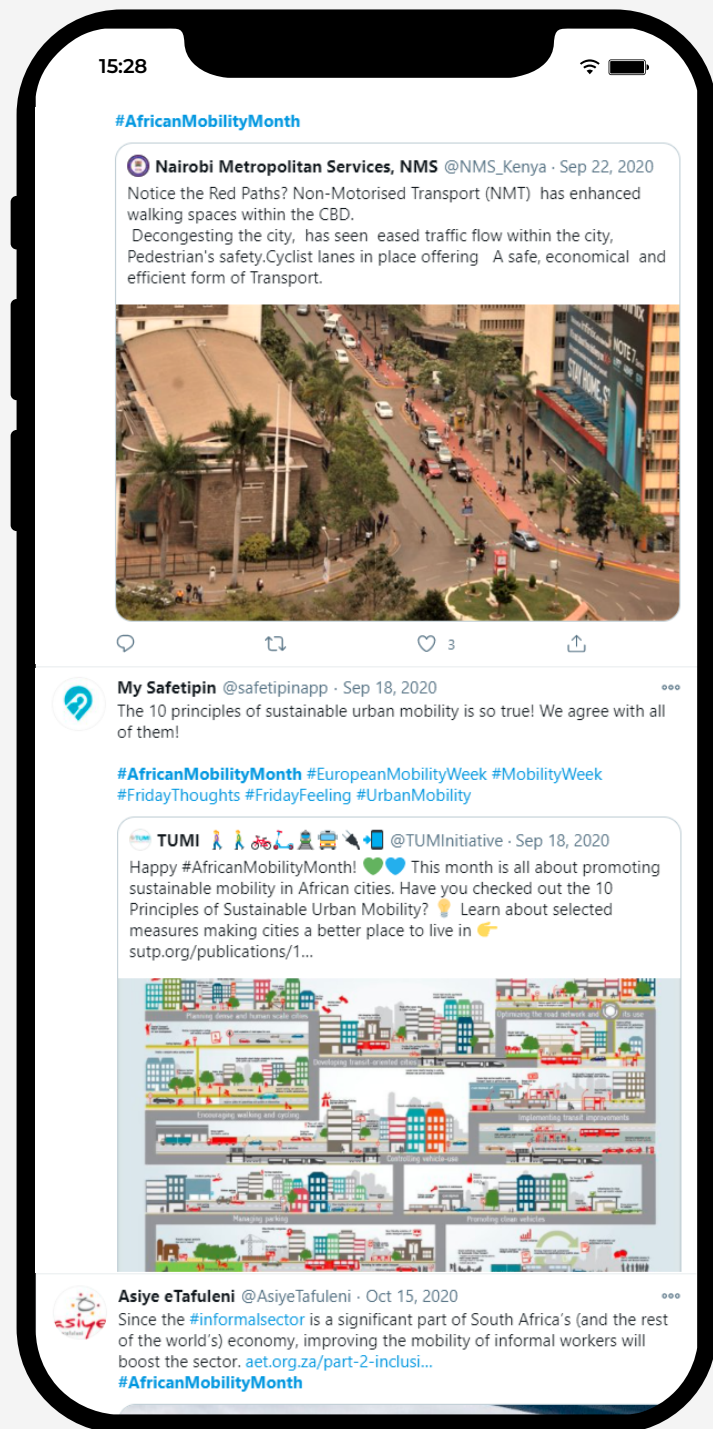 15:28
#AfricanMobilityMonth
Nairobi Metropolitan Services, NMS @NMS_Kenya · Sep 22, 2020
Notice the Red Paths? Non-Motorised Transport (NMT)  has enhanced
walking spaces within the CBD.
Decongesting the city,  has seen  eased traffic flow within the city,
Pedestrian's safety.Cyclist lanes in place offering   A safe, economical  and
efficient form of Transport.
Infinix
NOTE 7
STAY HOME, S
3
My Safetipin @safetipinapp · Sep 18, 2020
The 10 principles of sustainable urban mobility is so true! We agree with all
of them!
#AfricanMobilityMonth #EuropeanMobilityWeek #MobilityWeek
#FridayThoughts #FridayFeeling #UrbanMobility
TUMI
TUMI @TUMInitiative · Sep 18, 2020
Happy #AfricanMobilityMonth! 💚💙 This month is all about promoting
sustainable mobility in African cities. Have you checked out the 10
Principles of Sustainable Urban Mobility? 💡 Learn about selected
measures making cities a better place to live in 👉
sutp.org/publications/1...
Planning dense and human scale cities
Optimizing the road network and its use
Developing transit-oriented cities
Encouraging walking and cycling
Implementing transit improvements
Controlling vehicle-use
Managing parking
Promoting clean vehicles
asiye
Asiye eTafuleni @AsiyeTafuleni · Oct 15, 2020
Since the #informalsector is a significant part of South Africa's (and the rest
of the world's) economy, improving the mobility of informal workers will
boost the sector. aet.org.za/part-2-inclusi...
#AfricanMobilityMonth